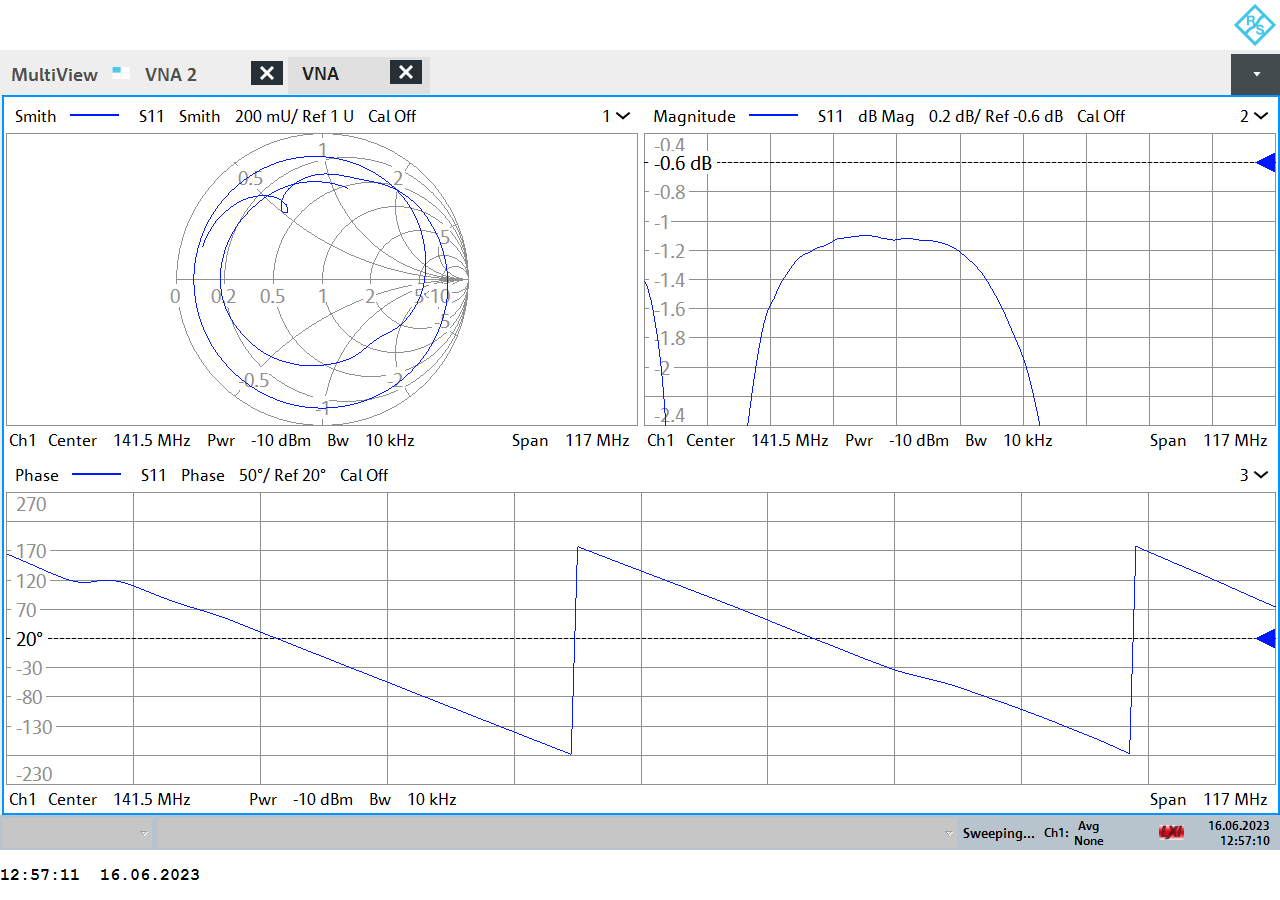 R&S
MultiView VNA 2 VNA
Smith S11 Smith 200 mU/ Ref 1 U Cal Off 1
Magnitude S11 dB Mag 0.2 dB/ Ref -0.6 dB Cal Off 2
1
0.5 2
5
0 0.2 0.5 1 2 5 10
-5
-0.5 -2
-1
-0.4
-0.6 dB
-0.8
-1
-1.2
-1.4
-1.6
-1.8
-2
-2.4
Ch1 Center 141.5 MHz Pwr -10 dBm Bw 10 kHz Span 117 MHz
Ch1 Center 141.5 MHz Pwr -10 dBm Bw 10 kHz Span 117 MHz
Phase S11 Phase 50°/ Ref 20° Cal Off 3
270
170
120
70
20°
-30
-80
-130
-230
Ch1 Center 141.5 MHz Pwr -10 dBm Bw 10 kHz Span 117 MHz
Sweeping... Ch1: Avg None LXI 16.06.2023 12:57:10
12:57:11 16.06.2023